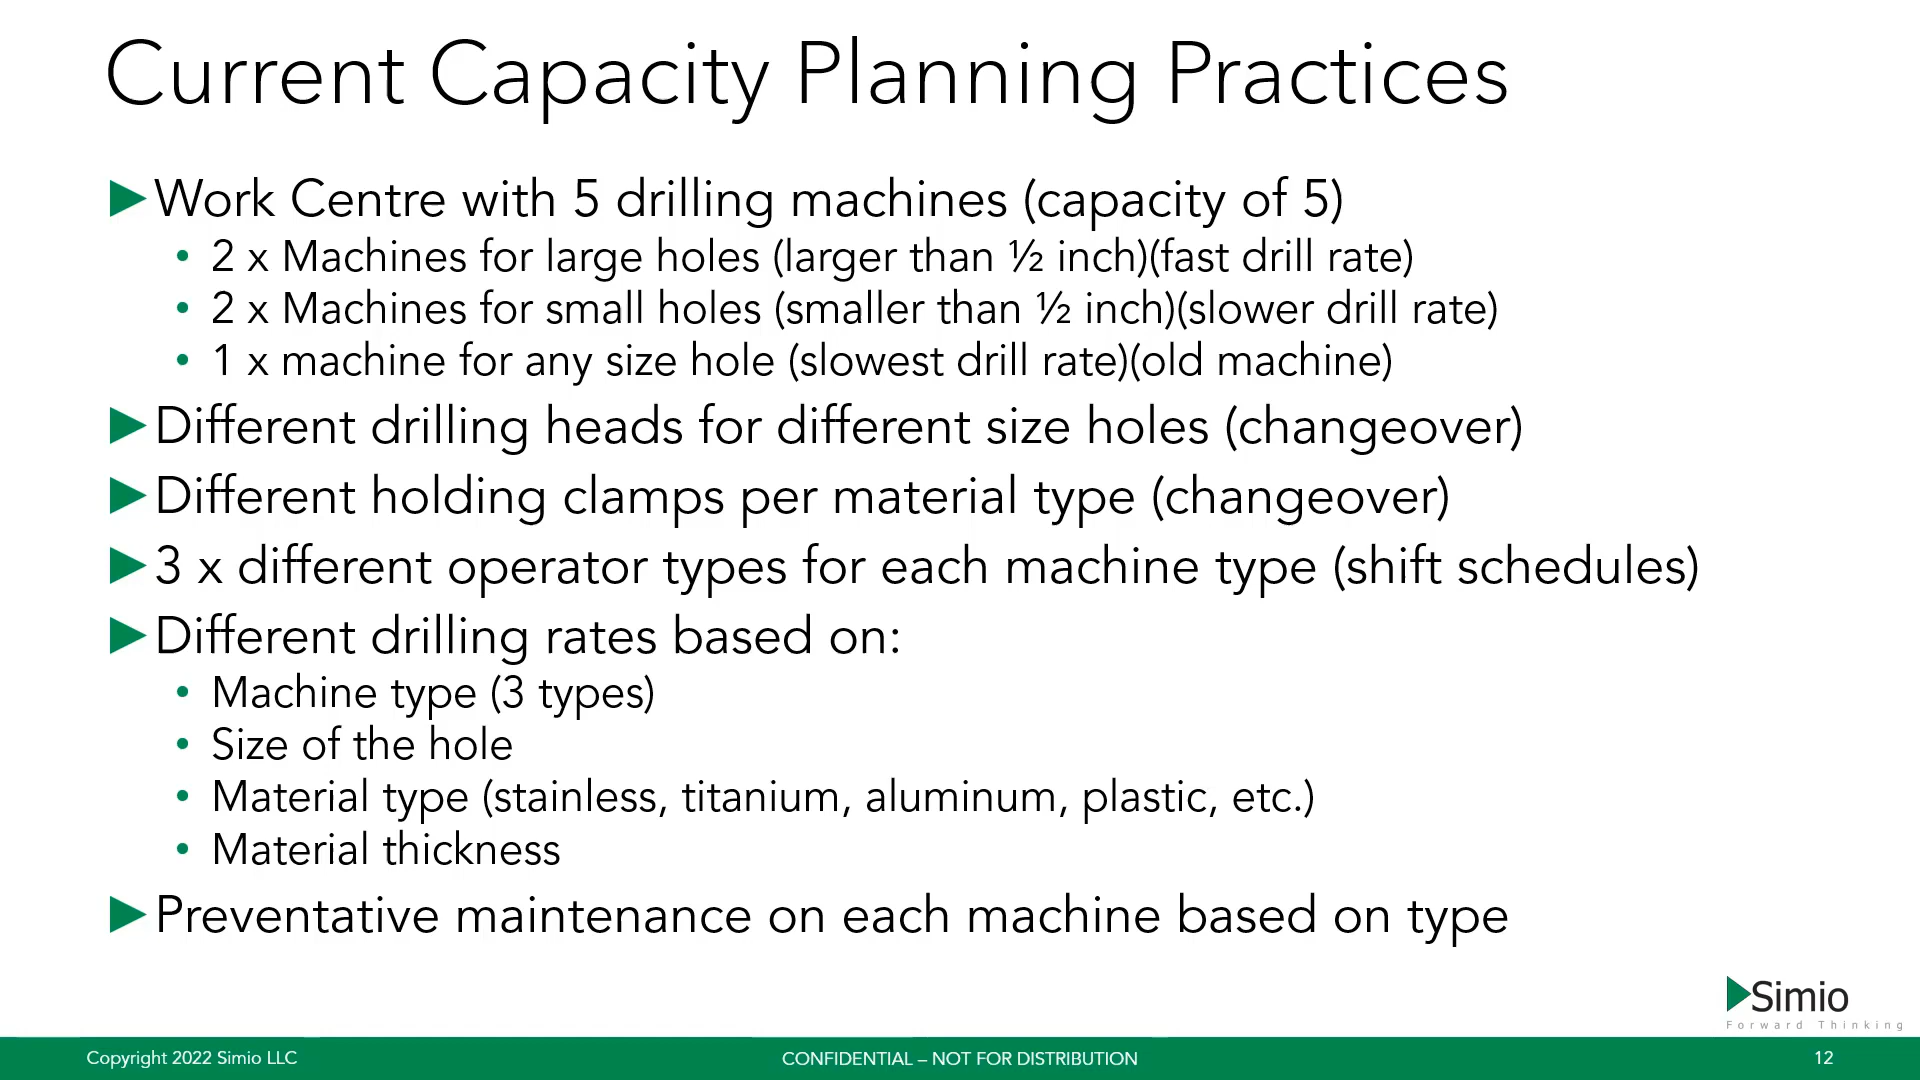 Current Capacity Planning Practices
Work Centre with 5 drilling machines (capacity of 5)
• 2 x Machines for large holes (larger than ½ inch)(fast drill rate)
• 2 x Machines for small holes (smaller than ½ inch)(slower drill rate)
• 1 x machine for any size hole (slowest drill rate)(old machine)
Different drilling heads for different size holes (changeover)
Different holding clamps per material type (changeover)
3 x different operator types for each machine type (shift schedules)
Different drilling rates based on:
• Machine type (3 types)
• Size of the hole
• Material type (stainless, titanium, aluminum, plastic, etc.)
• Material thickness
Preventative maintenance on each machine based on type
Simio
Forward Thinking
Copyright 2022 Simio LLC
CONFIDENTIAL – NOT FOR DISTRIBUTION
12